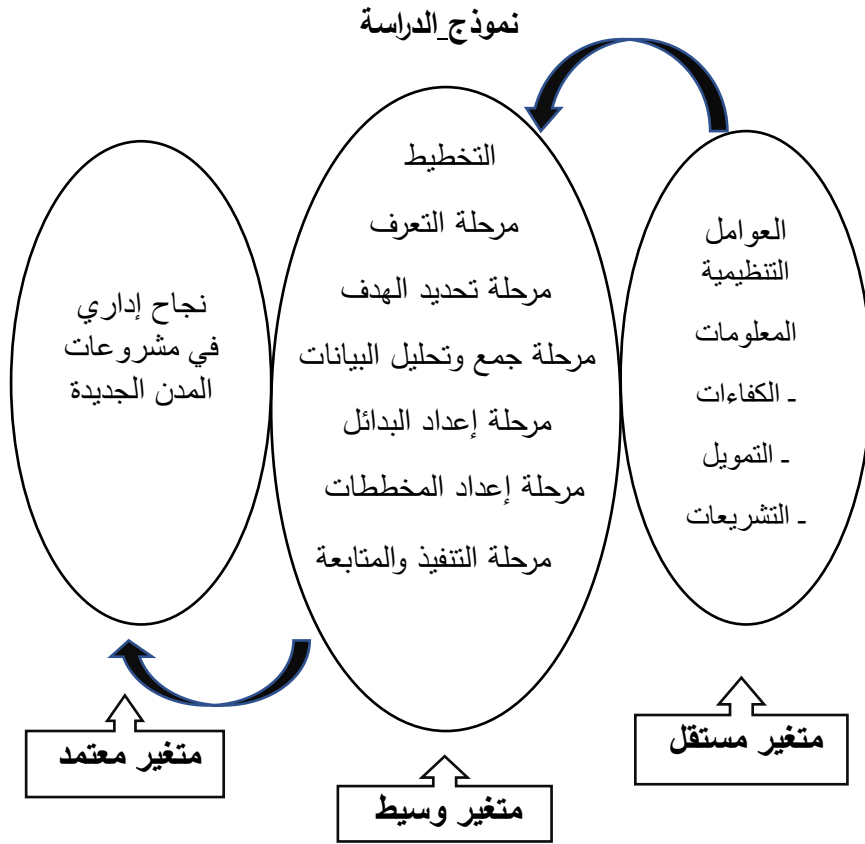 نموذج_الدراسة
العوامل
التنظيمية
المعلومات
ـ الكفاءات
ـ التمويل
ـ التشريعات
متغير مستقل
التخطيط
مرحلة التعرف
مرحلة تحديد الهدف
مرحلة جمع وتحليل البيانات
مرحلة إعداد البدائل
مرحلة إعداد المخططات
مرحلة التنفيذ والمتابعة
متغير وسيط
نجاح إداري
في مشروعات
المدن الجديدة
متغير معتمد